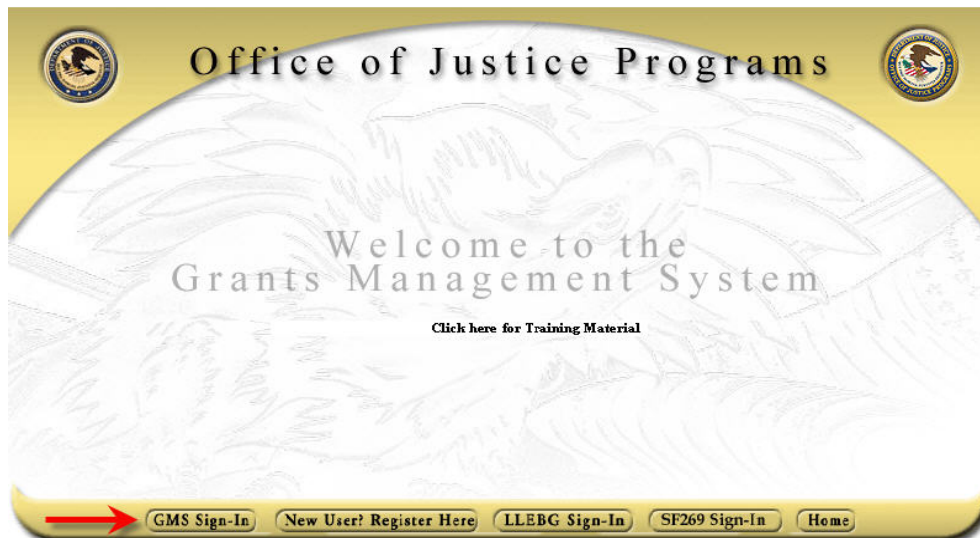 Office of Justice Programs
Welcome to the
Grants Management System
Click here for Training Material
GMS Sign-In
New User? Register Here
LLEBG Sign-In
SF269 Sign-In
Home